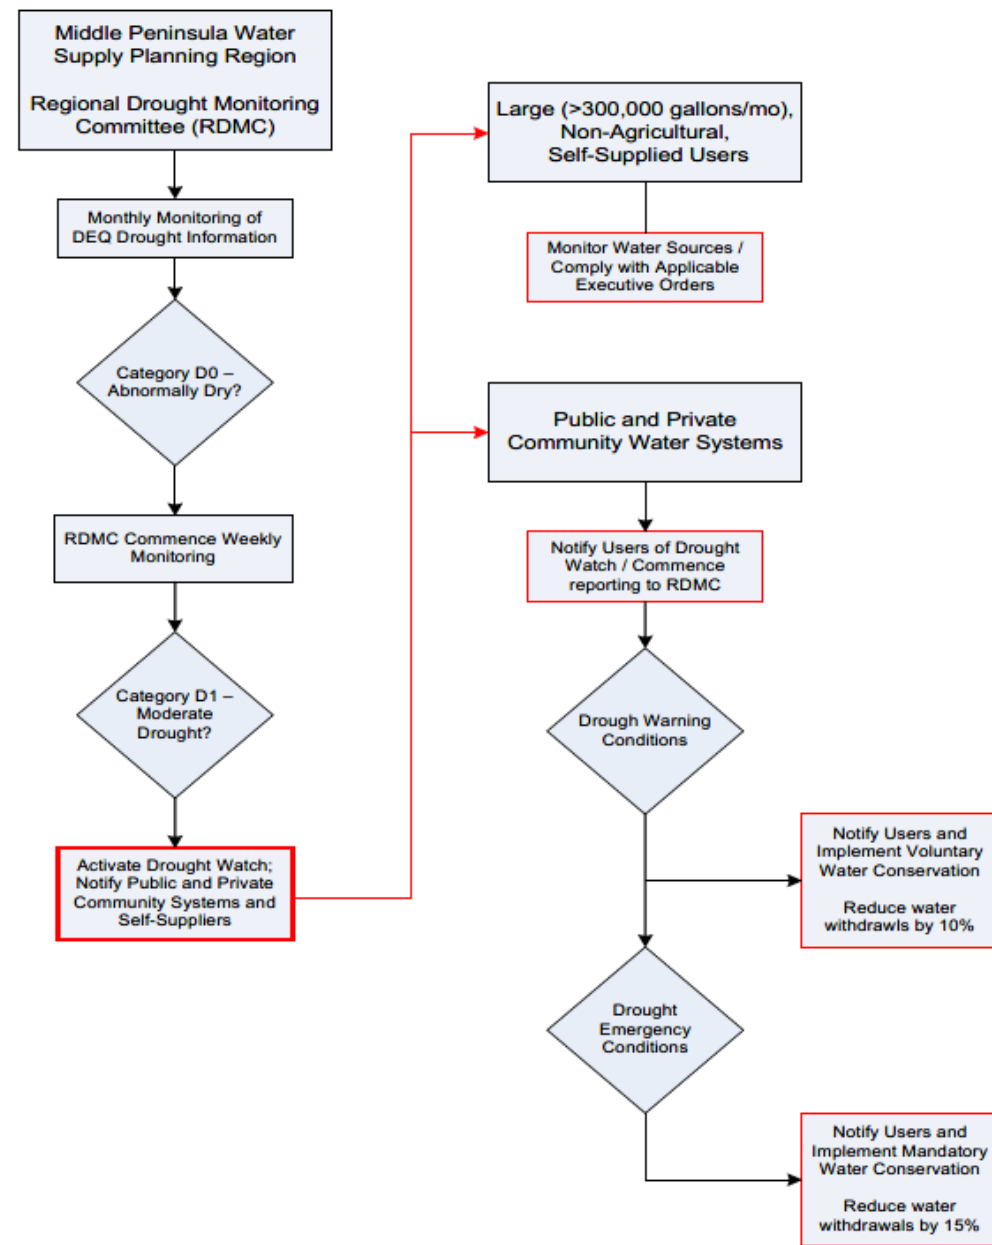 Middle Peninsula Water
Supply Planning Region
Regional Drought Monitoring
Committee (RDMC)
Monthly Monitoring of
DEQ Drought Information
Category D0 –
Abnormally Dry?
RDMC Commence Weekly
Monitoring
Category D1 –
Moderate
Drought?
Activate Drought Watch;
Notify Public and Private
Community Systems and
Self-Suppliers
Large (>300,000 gallons/mo),
Non-Agricultural,
Self-Supplied Users
Monitor Water Sources /
Comply with Applicable
Executive Orders
Public and Private
Community Water Systems
Notify Users of Drought
Watch / Commence
reporting to RDMC
Drough Warning
Conditions
Notify Users and
Implement Voluntary
Water Conservation
Reduce water
withdrawls by 10%
Drought
Emergency
Conditions
Notify Users and
Implement Mandatory
Water Conservation
Reduce water
withdrawals by 15%